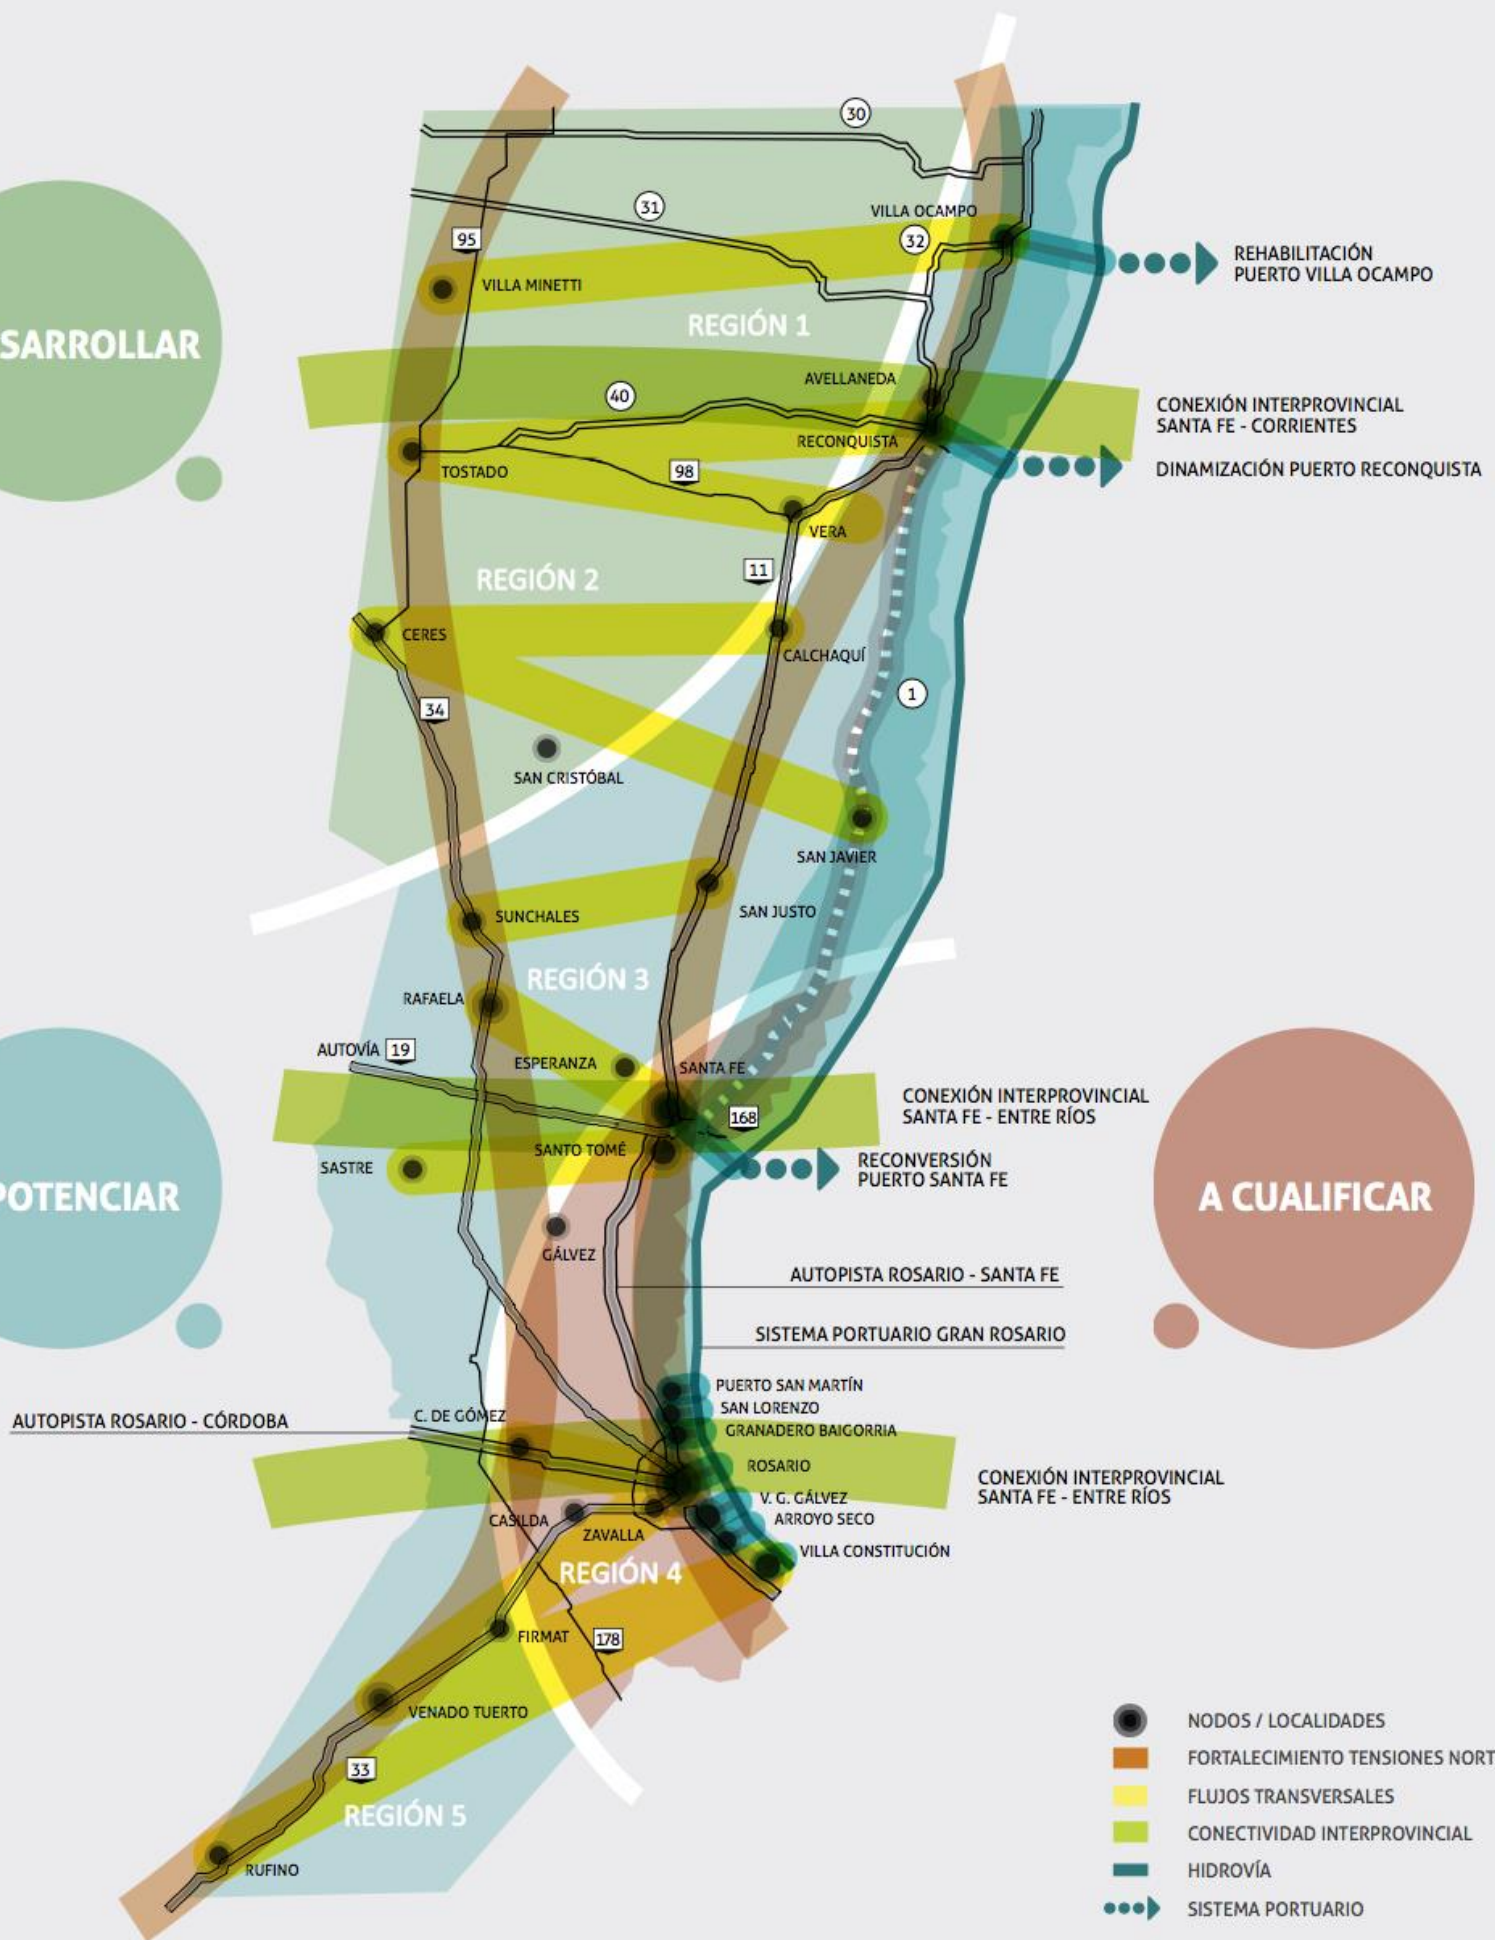 30
31
VILLA OCAMPO
32
95
VILLA MINETTI
REHABILITACIÓN
PUERTO VILLA OCAMPO
REGIÓN 1
SARROLLAR
AVELLANEDA
40
CONEXIÓN INTERPROVINCIAL
SANTA FE - CORRIENTES
RECONQUISTA
TOSTADO
98
DINAMIZACIÓN PUERTO RECONQUISTA
VERA
REGIÓN 2
11
CERES
CALCHAQUÍ
1
34
SAN CRISTÓBAL
SAN JAVIER
SUNCHALES
SAN JUSTO
REGIÓN 3
RAFAELA
AUTOVÍA 19
ESPERANZA
SANTA FE
168
CONEXIÓN INTERPROVINCIAL
SANTA FE - ENTRE RÍOS
SANTO TOMÉ
SASTRE
RECONVERSIÓN
PUERTO SANTA FE
POTENCIAR
A CUALIFICAR
GÁLVEZ
AUTOPISTA ROSARIO - SANTA FE
SISTEMA PORTUARIO GRAN ROSARIO
PUERTO SAN MARTÍN
SAN LORENZO
AUTOPISTA ROSARIO - CÓRDOBA
C. DE GÓMEZ
GRANADERO BAIGORRIA
ROSARIO
CONEXIÓN INTERPROVINCIAL
SANTA FE - ENTRE RÍOS
V. G. GÁLVEZ
ARROYO SECO
CASILDA
ZAVALLA
VILLA CONSTITUCIÓN
REGIÓN 4
FIRMAT
178
VENADO TUERTO
33
REGIÓN 5
RUFINO
NODOS / LOCALIDADES
FORTALECIMIENTO TENSIONES NORT
FLUJOS TRANSVERSALES
CONECTIVIDAD INTERPROVINCIAL
HIDROVÍA
SISTEMA PORTUARIO